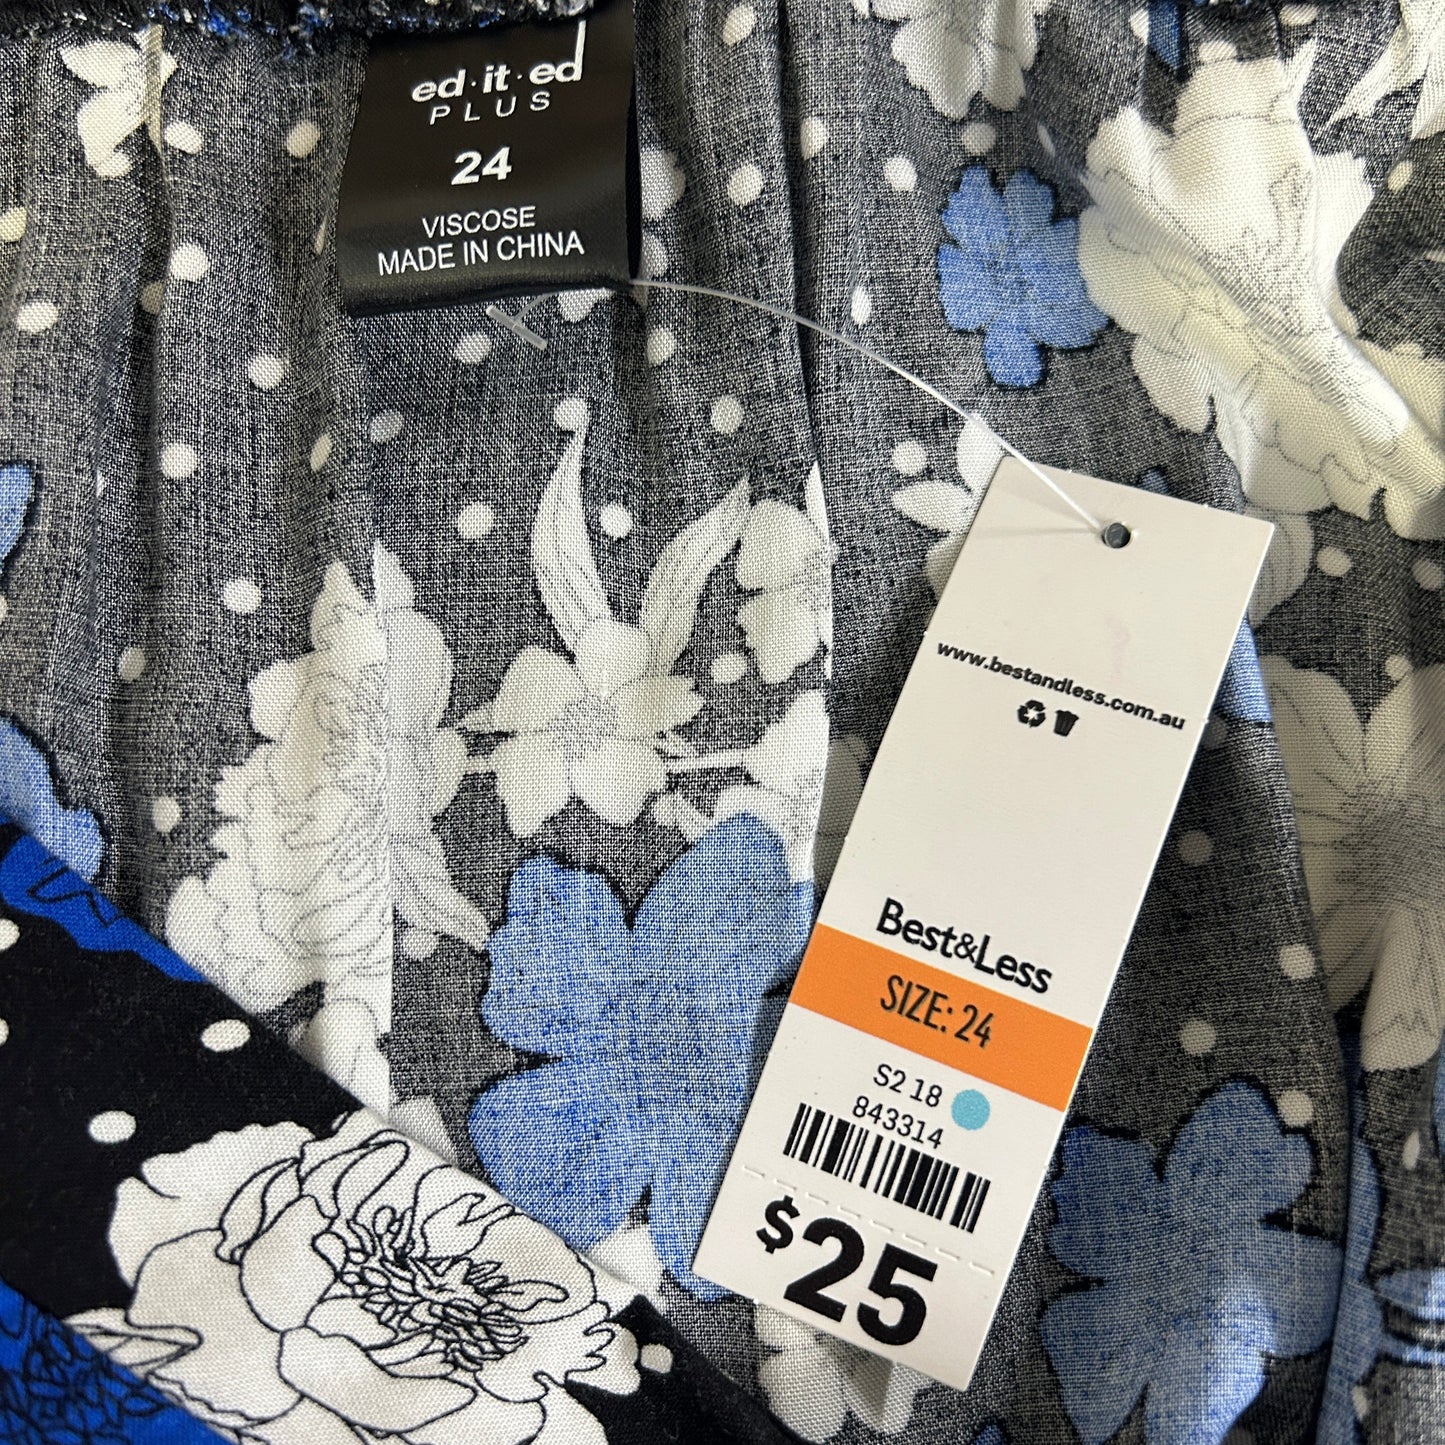 ed·it·ed
PLUS
24
VISCOSE
MADE IN CHINA
www.bestandless.com.au
Best&Less
SIZE: 24
S2 18
843314
$25